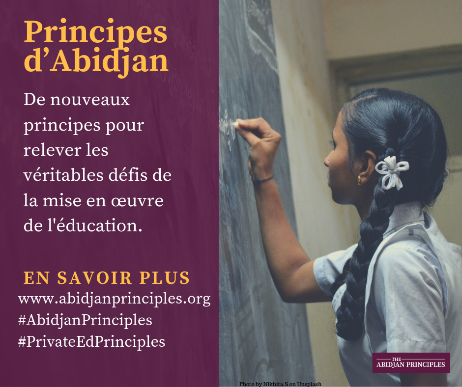 Principes
d'Abidjan
De nouveaux
principes pour
relever les
véritables défis de
la mise en œuvre
de l'éducation.
EN SAVOIR PLUS
www.abidjanprinciples.org
#AbidjanPrinciples
#PrivateEdPrinciples
THE
ABIDJAN PRINCIPLES
Photo by Nikhita S on Unsplash